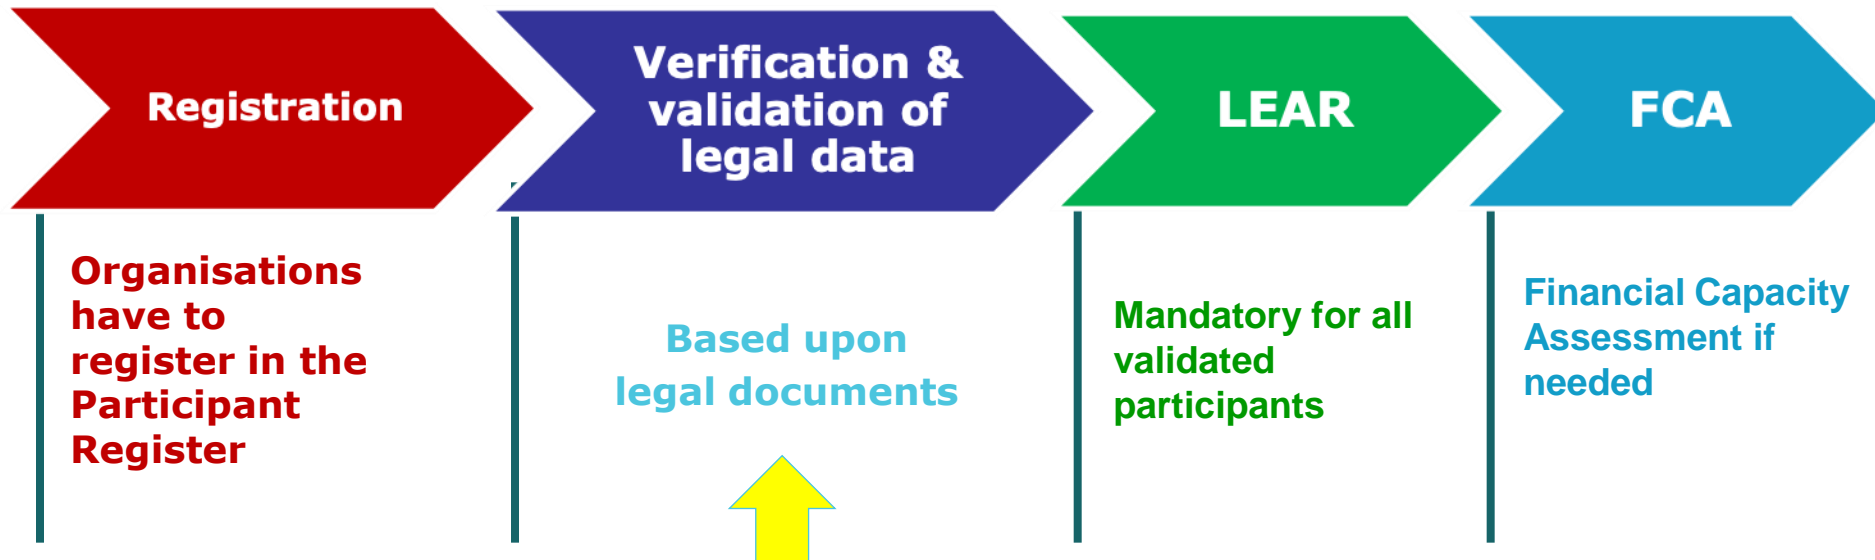 Registration
Verification &
validation of
legal data
LEAR
FCA
Organisations
have to
register in the
Participant
Register
Based upon
legal documents
Mandatory for all
validated
participants
Financial Capacity
Assessment if
needed